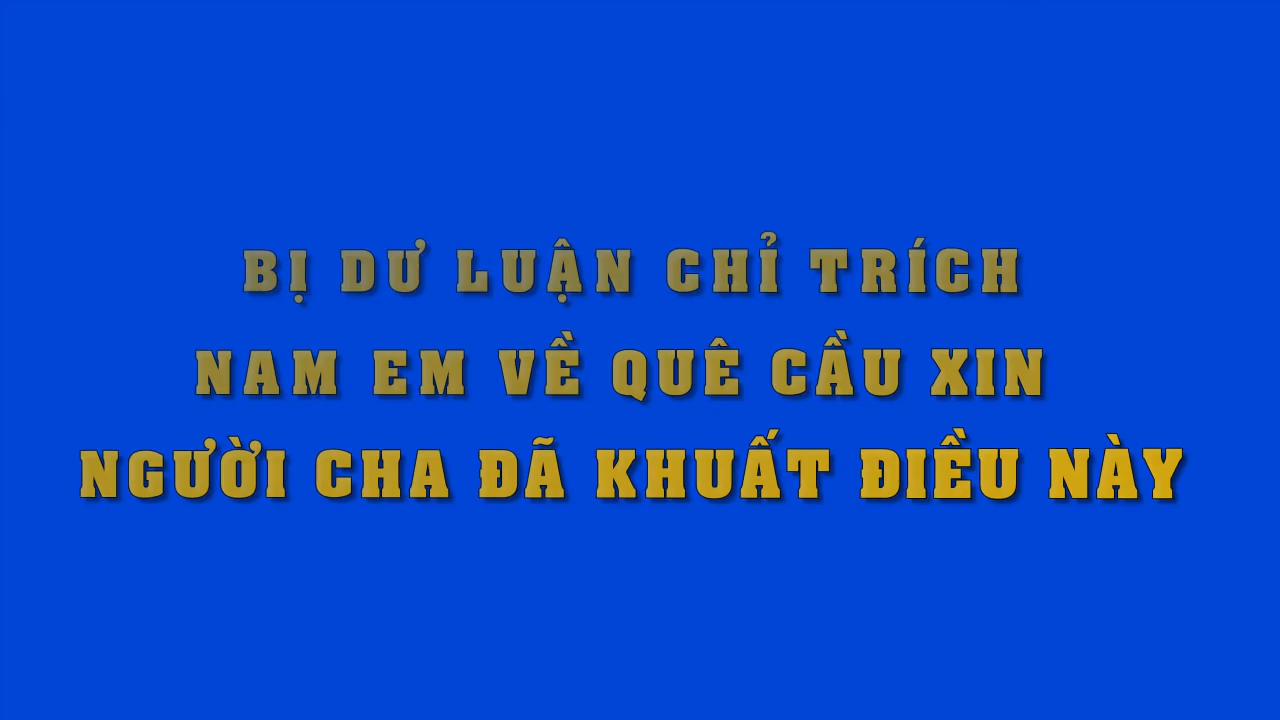 BỊ DƯ LUẬN CHỈ TRÍCH
NAM EM VỀ QUÊ CẦU XIN
NGƯỜI CHA ĐÃ KHUẤT ĐIỀU NÀY